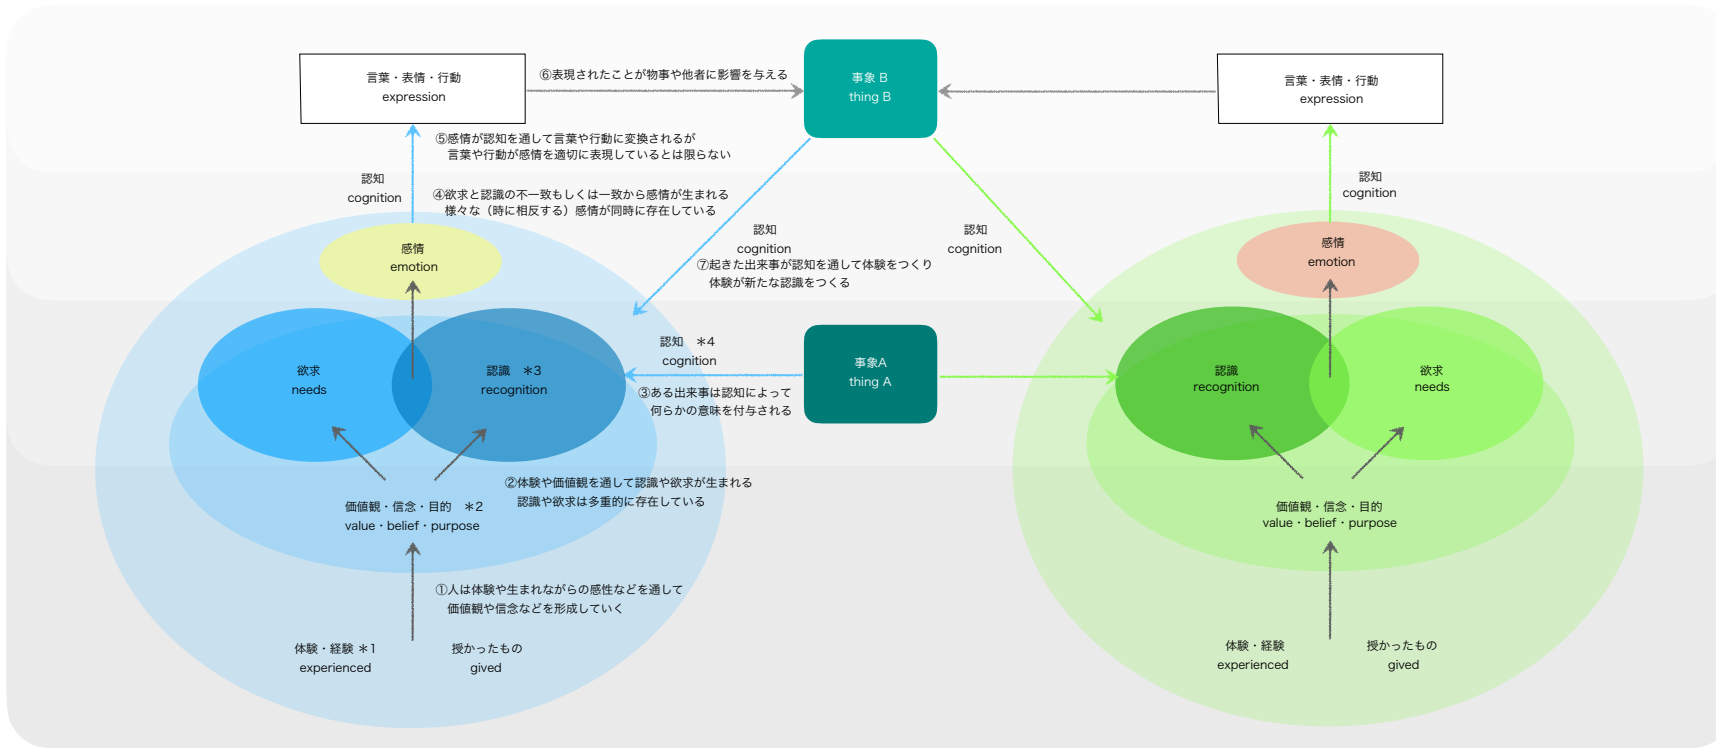 言葉・表情・行動
expression
⑥表現されたことが物事や他者に影響を与える
事象 B
thing B
言葉・表情・行動
expression
⑤感情が認知を通して言葉や行動に変換されるが
言葉や行動が感情を適切に表現しているとは限らない
認知
cognition
④欲求と認識の不一致もしくは一致から感情が生まれる
様々な（時に相反する）感情が同時に存在している
認知
cognition
認知
cognition
認知
cognition
⑦起きた出来事が認知を通して体験をつくり
体験が新たな認識をつくる
感情
emotion
感情
emotion
欲求
needs
認識　＊3
recognition
認知　＊4
cognition
③ある出来事は認知によって
何らかの意味を付与される
事象A
thing A
認識
recognition
欲求
needs
②体験や価値観を通して認識や欲求が生まれる
認識や欲求は多重的に存在している
価値観・信念・目的　＊2
value・belief・purpose
価値観・信念・目的
value・belief・purpose
①人は体験や生まれながらの感性などを通して
価値観や信念などを形成していく
体験・経験 ＊1
experienced
授かったもの
gived
体験・経験
experienced
授かったもの
gived